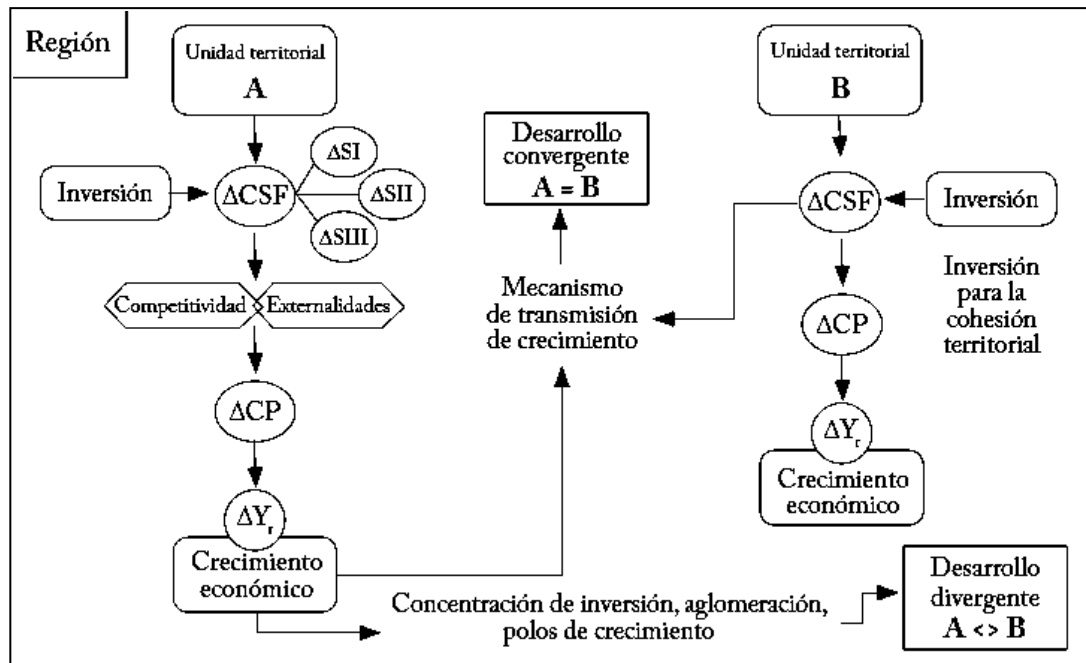 Región
Unidad territorial
A
Inversión
ΔCSF
ΔSI
ΔSII
ΔSIII
Competitividad
Externalidades
ΔCP
ΔYr
Crecimiento
económico
Desarrollo
convergente
A = B
Mecanismo
de transmisión
de crecimiento
Unidad territorial
B
ΔCSF
Inversión
Inversión
para la
cohesión
territorial
ΔCP
ΔYr
Crecimiento
económico
Concentración de inversión, aglomeración,
polos de crecimiento
Desarrollo
divergente
A <> B